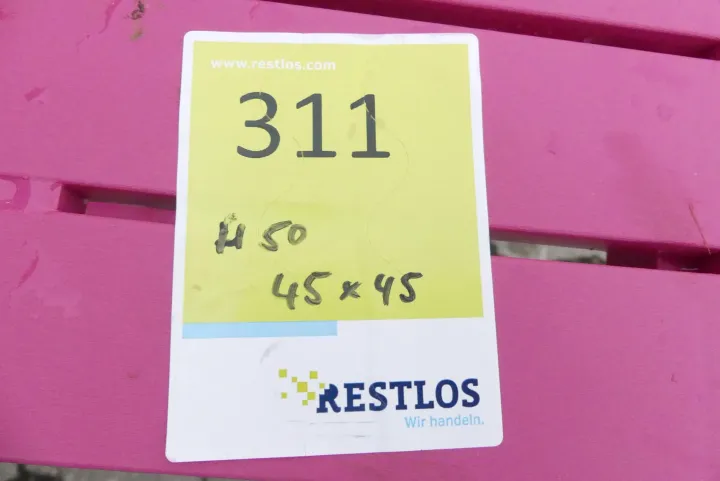 www.restlos.com
311
H 50
45 x 45
RESTLOS
Wir handeln.